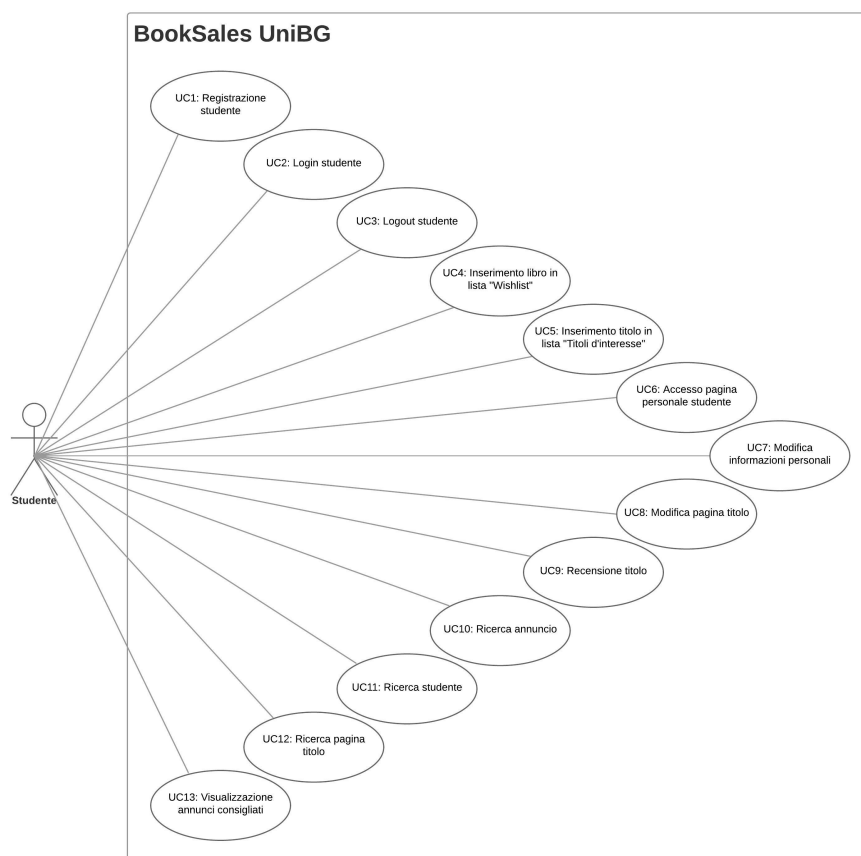 BookSales UniBG
UC1: Registrazione
studente
UC2: Login studente
UC3: Logout studente
UC4: Inserimento libro in
lista "Wishlist"
UC5: Inserimento titolo in
lista "Titoli d'interesse"
UC6: Accesso pagina
personale studente
UC7: Modifica
informazioni personali
Studente
UC8: Modifica pagina titolo
UC9: Recensione titolo
UC10: Ricerca annuncio
UC11: Ricerca studente
UC12: Ricerca pagina
titolo
UC13: Visualizzazione
annunci consigliati